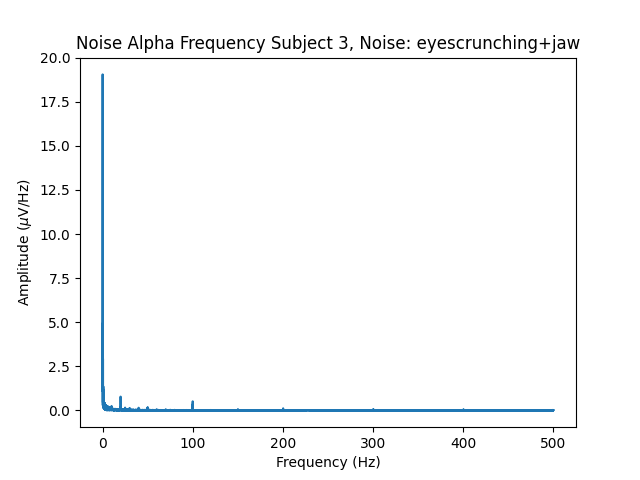 Noise Alpha Frequency Subject 3, Noise: eyescrunching+jaw
20.0
17.5
15.0
12.5
10.0
7.5
5.0
2.5
0.0
Amplitude (μV/Hz)
0 100 200 300 400 500
Frequency (Hz)